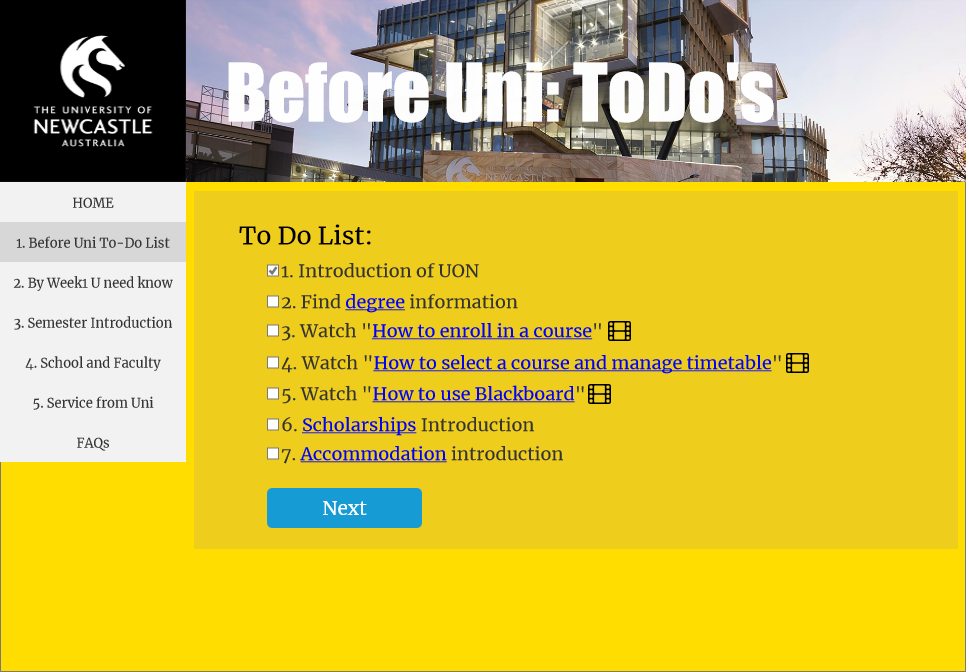 THE UNIVERSITY OF
NEWCASTLE
AUSTRALIA
Before Uni: ToDo's
NEWCASTLE
HOME
1. Before Uni To-Do List
2. By Week1 U need know
3. Semester Introduction
4. School and Faculty
5. Service from Uni
FAQs
To Do List:
1. Introduction of UON
2. Find degree information
3. Watch "How to enroll in a course"
4. Watch "How to select a course and manage timetable"
5. Watch "How to use Blackboard"
6. Scholarships Introduction
7. Accommodation introduction
Next